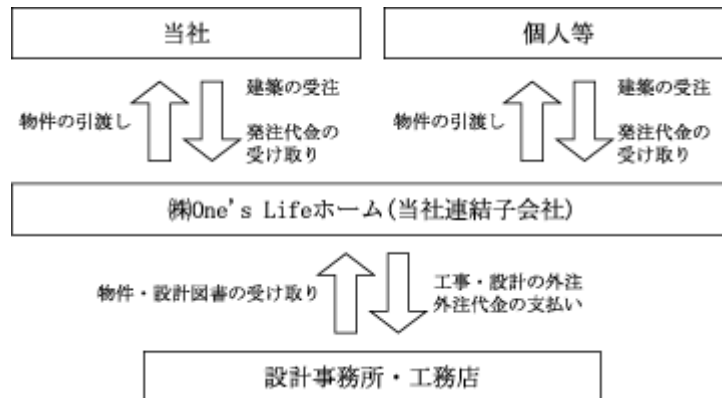 当社
個人等
物件の引渡し
建築の受注
発注代金の
受け取り
物件の引渡し
建築の受注
発注代金の
受け取り
㈱One's Lifeホーム(当社連結子会社)
物件・設計図書の受け取り
工事・設計の外注
外注代金の支払い
設計事務所・工務店